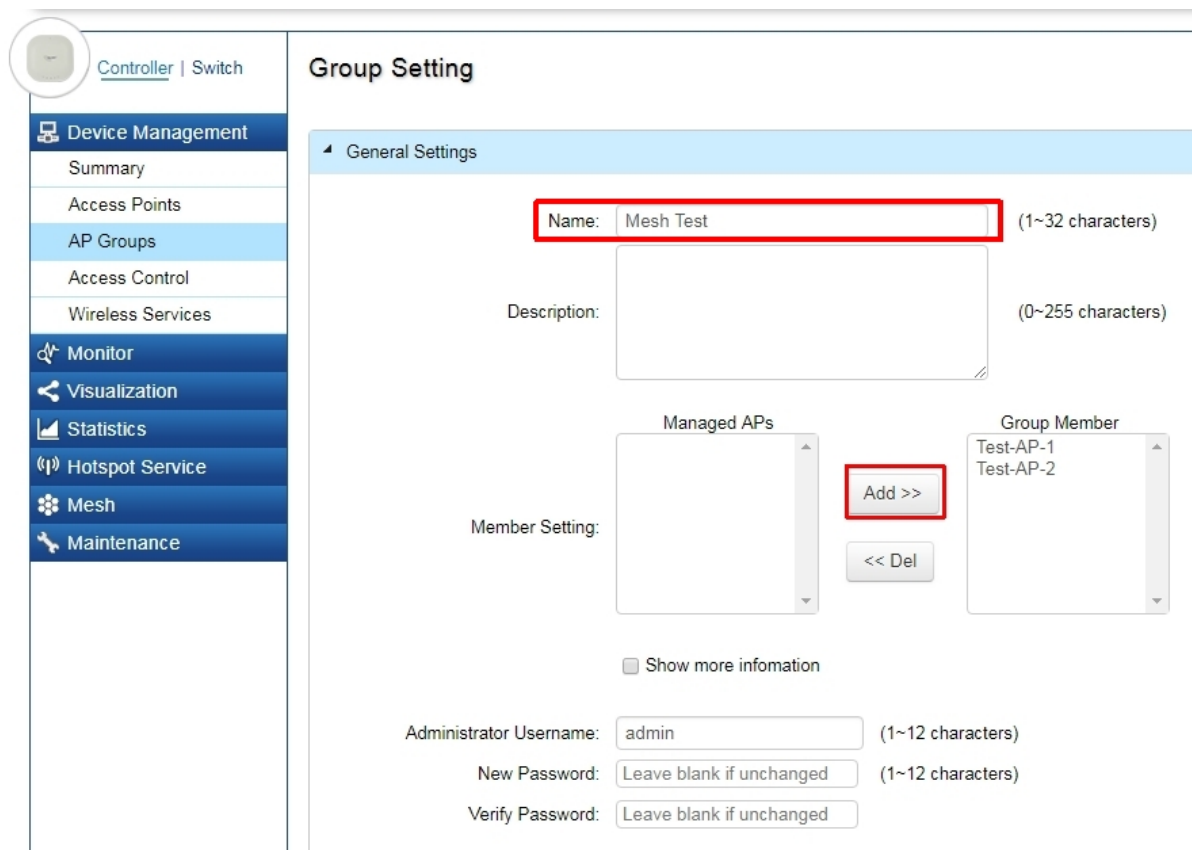 Controller | Switch
Group Setting
Device Management
Summary
Access Points
AP Groups
Access Control
Wireless Services
Monitor
Visualization
Statistics
Hotspot Service
Mesh
Maintenance
General Settings
Name: Mesh Test (1~32 characters)
Description: (0~255 characters)
Managed APs Group Member
Test-AP-1
Test-AP-2
Add >>
Member Setting:
<< Del
Show more infomation
Administrator Username: admin (1~12 characters)
New Password: Leave blank if unchanged (1~12 characters)
Verify Password: Leave blank if unchanged